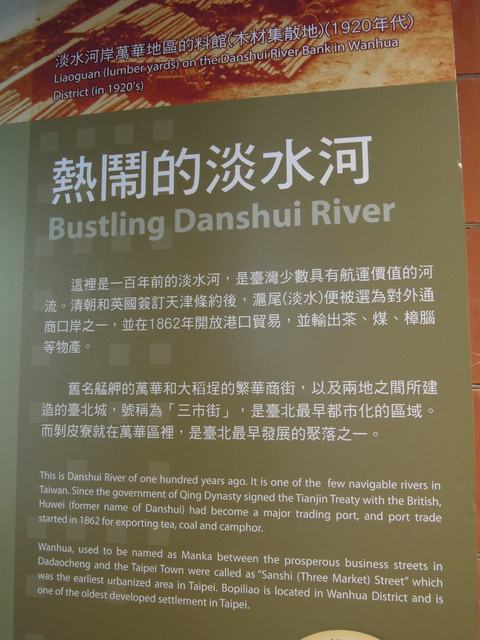 淡水河岸萬華地區的料館(木材集散地)(1920年代)
Liaoguan (lumber yards) on the Danshui River Bank in Wanhua
District (in 1920's)
熱鬧的淡水河
Bustling Danshui River
這裡是一百年前的淡水河，是臺灣少數具有航運價值的河
流。清朝和英國簽訂天津條約後，滬尾(淡水)便被選為對外通
商口岸之一，並在1862年開放港口貿易，並輸出茶、煤、樟腦
等物產。
舊名艋舺的萬華和大稻埕的繁華商街，以及兩地之間所建
造的臺北城，號稱為「三市街」，是臺北最早都市化的區域。
而剝皮寮就在萬華區裡，是臺北最早發展的聚落之一。
This is Danshui River of one hundred years ago. It is one of the few navigable rivers in
Taiwan. Since the government of Qing Dynasty signed the Tianjin Treaty with the British,
Huwei (former name of Danshui) had become a major trading port, and port trade
started in 1862 for exporting tea, coal and camphor.
Wanhua, used to be named as Manka between the prosperous business streets in
Dadaocheng and the Taipei Town were called as "Sanshi (Three Market) Street" which
was the earliest urbanized area in Taipei. Bopiliao is located in Wanhua District and is
one of the oldest developed settlement in Taipei.